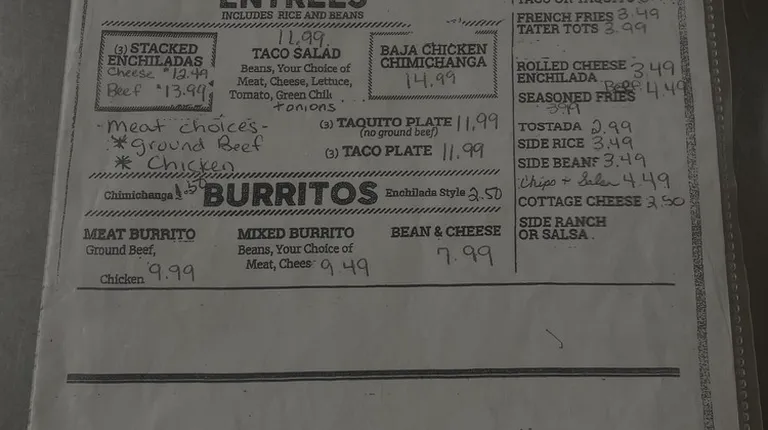 ENTREES
INCLUDES RICE AND BEANS
(3) STACKED
ENCHILADAS
Cheese $12.49
Beef $13.99
11.99
TACO SALAD
Beans, Your Choice of
Meat, Cheese, Lettuce,
Tomato, Green Chili
+onions
BAJA CHICKEN
CHIMICHANGA
14.99
-Meat choices-
*ground Beef
* Chicken
(3) TAQUITO PLATE 11.99
(no ground beef)
(3) TACO PLATE 11.99
Chimichanga 1.50
BURRITOS
Enchilada Style 2.50
MEAT BURRITO
Ground Beef,
Chicken 9.99
MIXED BURRITO
Beans, Your Choice of
Meat, Chees 9.49
BEAN & CHEESE
7.99
FRENCH FRIES 3.49
TATER TOTS 3.99
ROLLED CHEESE
ENCHILADA 3.49
Beef 4.49
SEASONED FRIES
3.99
TOSTADA 2.99
SIDE RICE 3.49
SIDE BEANS 3.49
Chips + Salsa 4.49
COTTAGE CHEESE 2.50
SIDE RANCH
OR SALSA